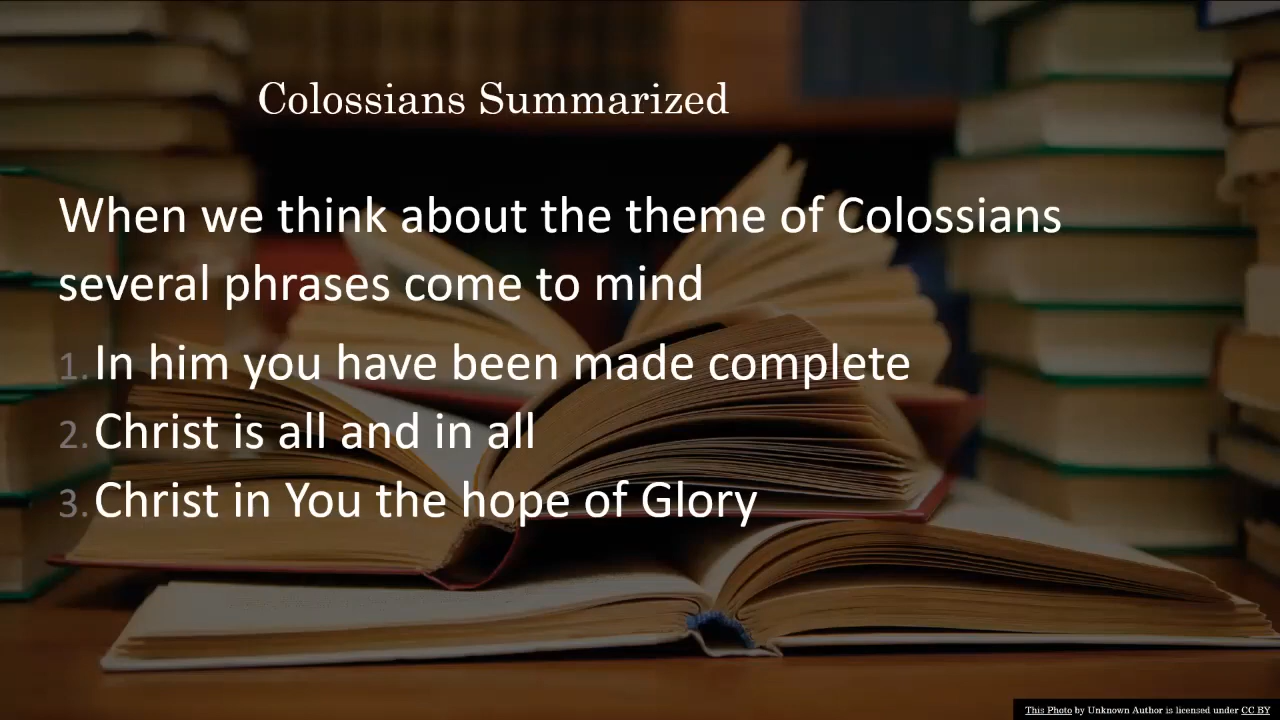 Colossians Summarized
When we think about the theme of Colossians
several phrases come to mind
1. In him you have been made complete
2. Christ is all and in all
3. Christ in You the hope of Glory
This Photo by Unknown Author is licensed under CC BY